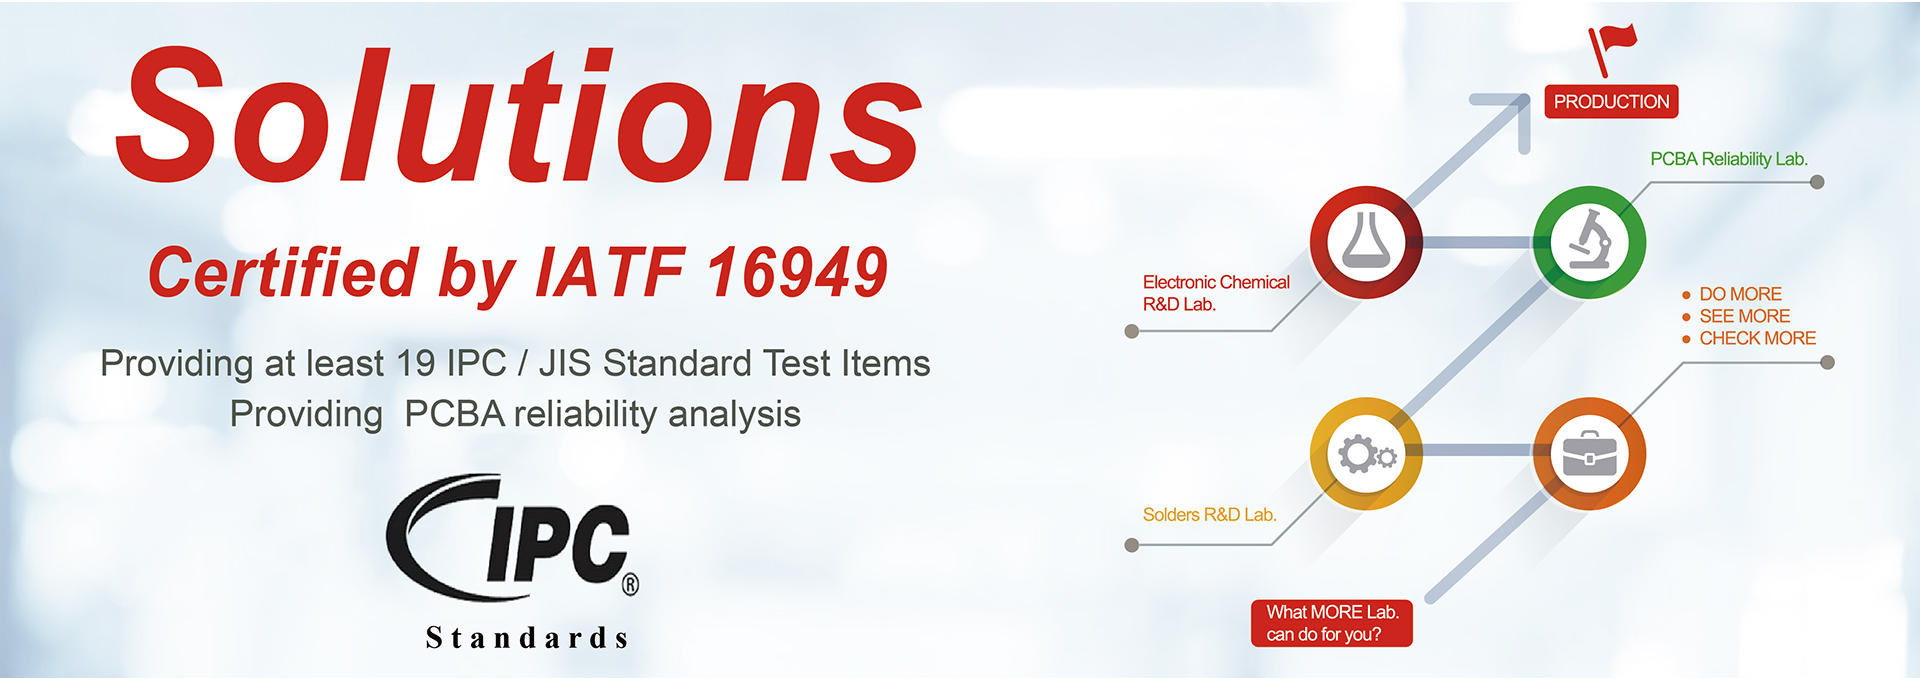 Solutions
Certified by IATF 16949
Providing at least 19 IPC / JIS Standard Test Items
Providing PCBA reliability analysis
IPC®
Standards
PRODUCTION
PCBA Reliability Lab.
Electronic Chemical
R&D Lab.
• DO MORE
• SEE MORE
• CHECK MORE
Solders R&D Lab.
What MORE Lab.
can do for you?